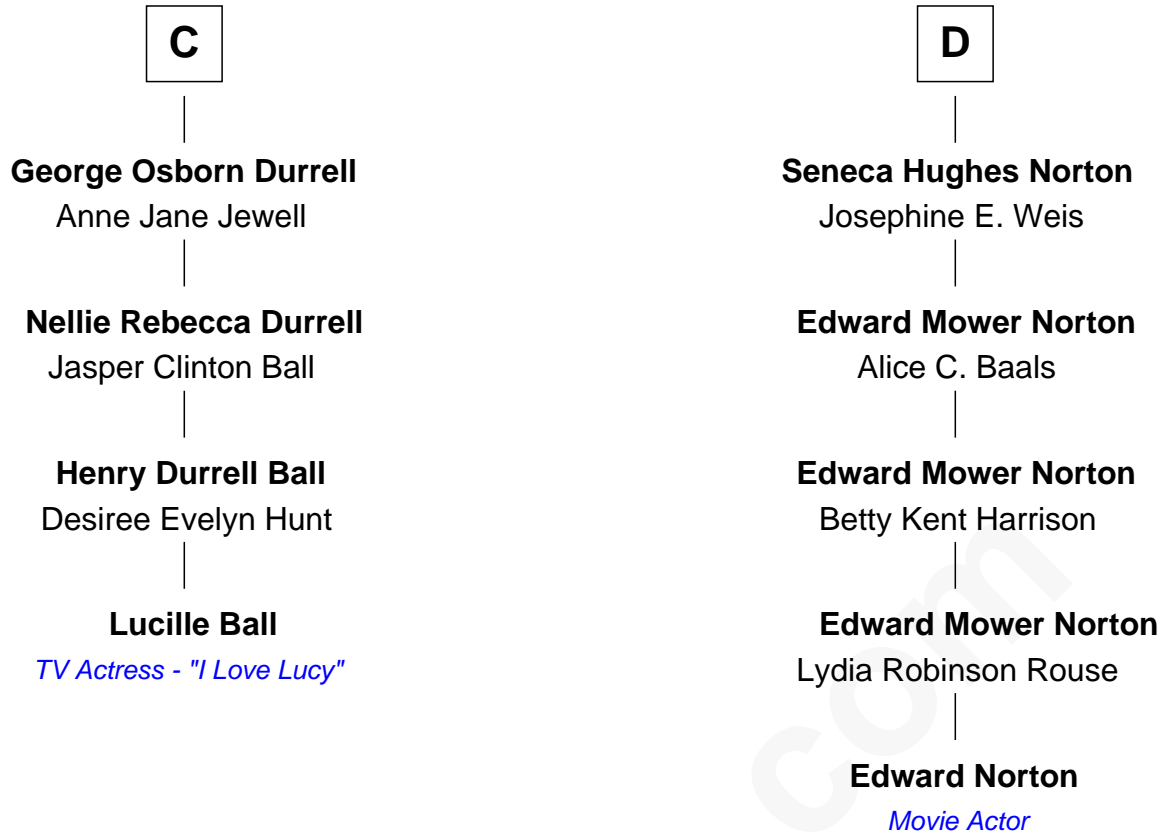 C
George Osborn Durrell
Anne Jane Jewell
Nellie Rebecca Durrell
Jasper Clinton Ball
Henry Durrell Ball
Desiree Evelyn Hunt
Lucille Ball
TV Actress - "I Love Lucy"
D
Seneca Hughes Norton
Josephine E. Weis
Edward Mower Norton
Alice C. Baals
Edward Mower Norton
Betty Kent Harrison
Edward Mower Norton
Lydia Robinson Rouse
Edward Norton
Movie Actor
com